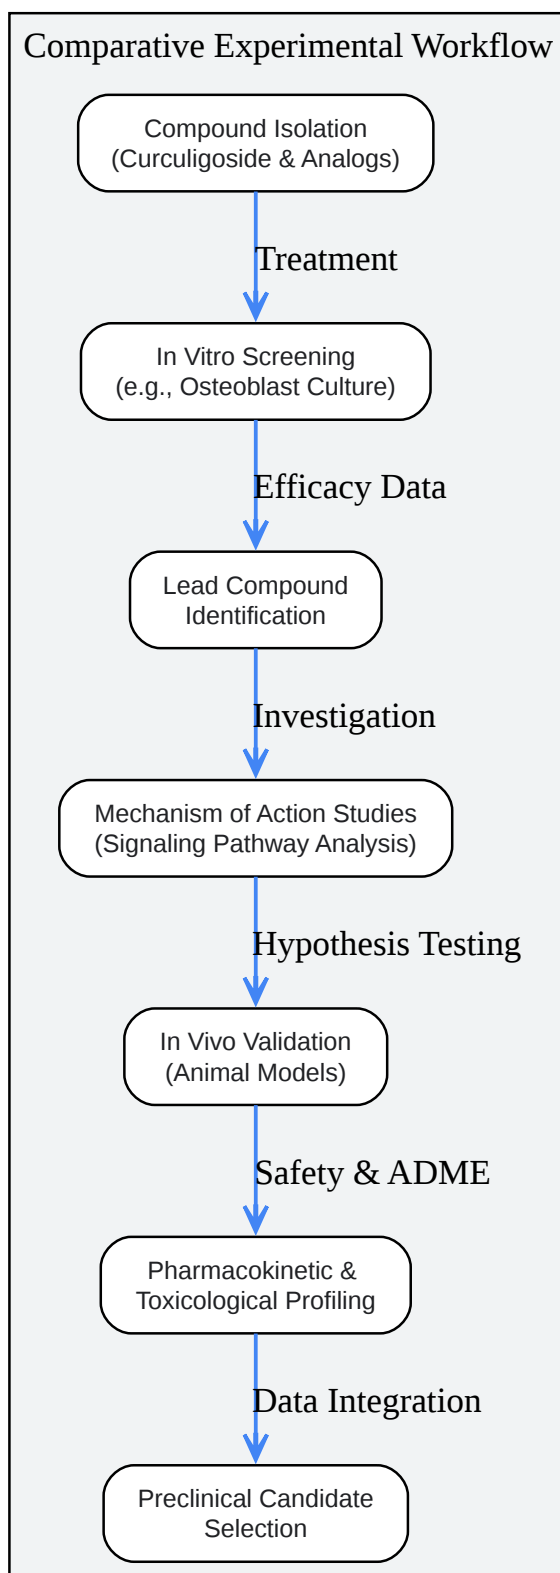 Comparative Experimental Workflow
Compound Isolation
(Curculigoside & Analogs)
Treatment
In Vitro Screening
(e.g., Osteoblast Culture)
Efficacy Data
Lead Compound
Identification
Investigation
Mechanism of Action Studies
(Signaling Pathway Analysis)
Hypothesis Testing
In Vivo Validation
(Animal Models)
Safety & ADME
Pharmacokinetic &
Toxicological Profiling
Data Integration
Preclinical Candidate
Selection